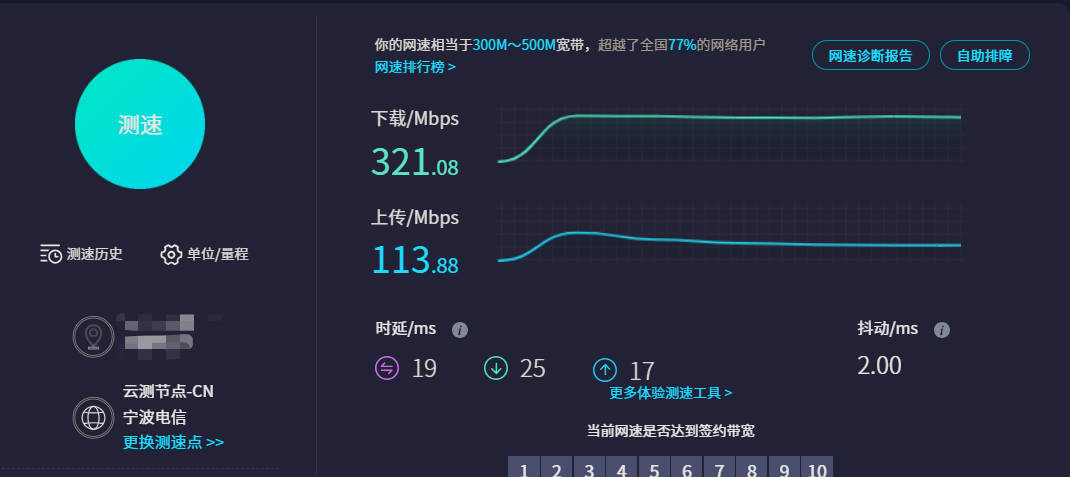 测速
测速历史
单位/量程
云测节点-CN
宁波电信
更换测速点 >>
你的网速相当于300M～500M宽带，超越了全国77%的网络用户
网速排行榜 >
网速诊断报告
自助排障
下载/Mbps
321.08
上传/Mbps
113.88
时延/ms
i
抖动/ms
i
19
25
17
2.00
更多体验测速工具 >
当前网速是否达到签约带宽
1 2 3 4 5 6 7 8 9 10